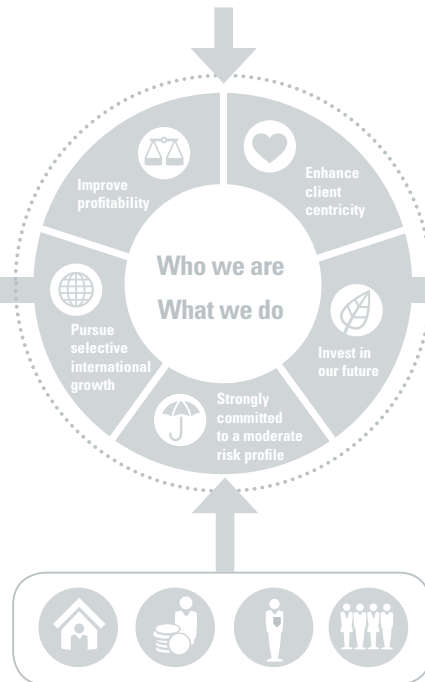 Improve
profitability
Enhance
client
centricity
Who we are
What we do
Pursue
selective
international
growth
Invest in
our future
Strongly
committed
to a moderate
risk profile